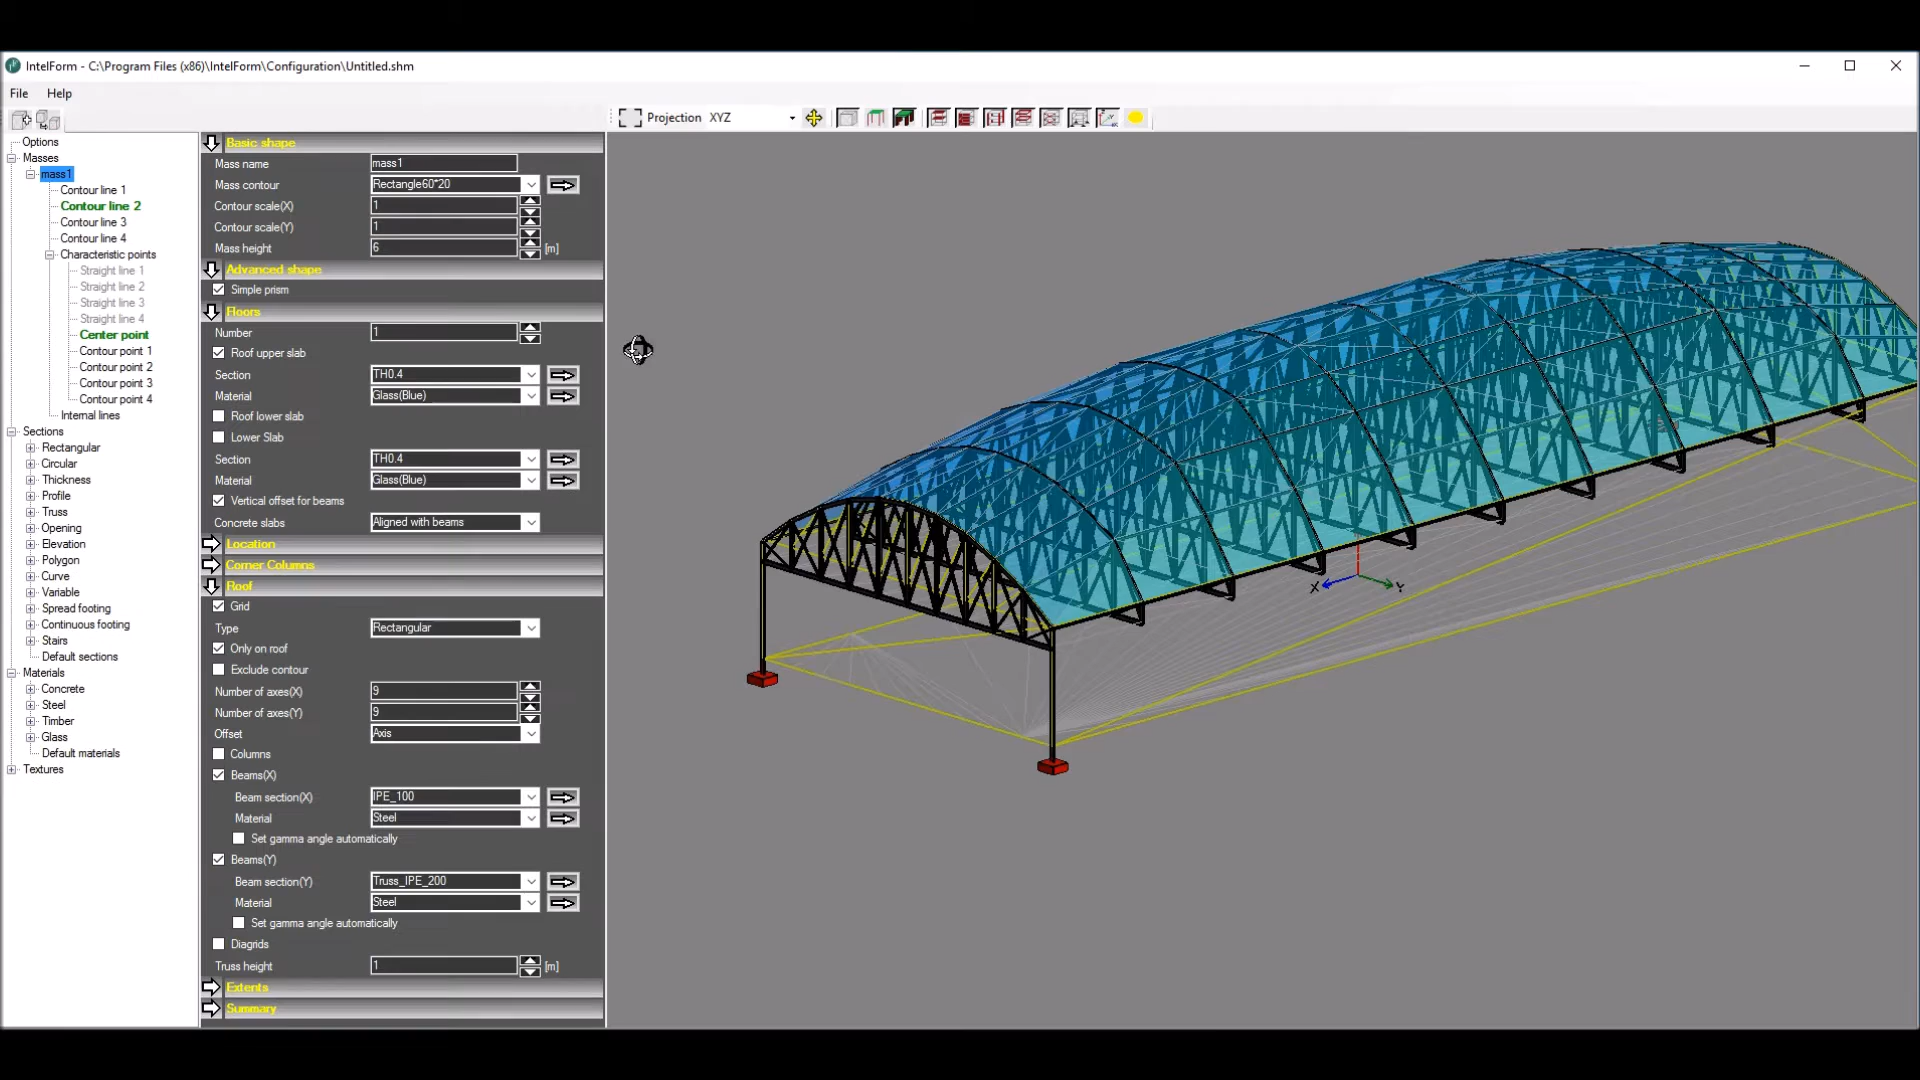 IntelForm - C:\Program Files (x86)\IntelForm\Configuration\Untitled.shm
File Help
Projection XYZ
Options
Masses
mass1
Contour line 1
Contour line 2
Contour line 3
Contour line 4
Characteristic points
Straight line 1
Straight line 2
Straight line 3
Straight line 4
Center point
Contour point 1
Contour point 2
Contour point 3
Contour point 4
Internal lines
Sections
Rectangular
Circular
Thickness
Profile
Truss
Opening
Elevation
Polygon
Curve
Variable
Spread footing
Continuous footing
Stairs
Default sections
Materials
Concrete
Steel
Timber
Glass
Default materials
Textures
Basic shape
Mass name mass1
Mass contour Rectangle60*20
Contour scale(X) 1
Contour scale(Y) 1
Mass height 6 [m]
Advanced shape
Simple prism
Floors
Number 1
Roof upper slab
Section TH0.4
Material Glass(Blue)
Roof lower slab
Lower Slab
Section TH0.4
Material Glass(Blue)
Vertical offset for beams
Concrete slabs Aligned with beams
Location
Corner Columns
Roof
Grid
Type Rectangular
Only on roof
Exclude contour
Number of axes(X) 9
Number of axes(Y) 9
Offset Axis
Columns
Beams(X)
Beam section(X) IPE_100
Material Steel
Set gamma angle automatically
Beams(Y)
Beam section(Y) Truss_IPE_200
Material Steel
Set gamma angle automatically
Diagrids
Truss height 1 [m]
Extents
Summary
X Y